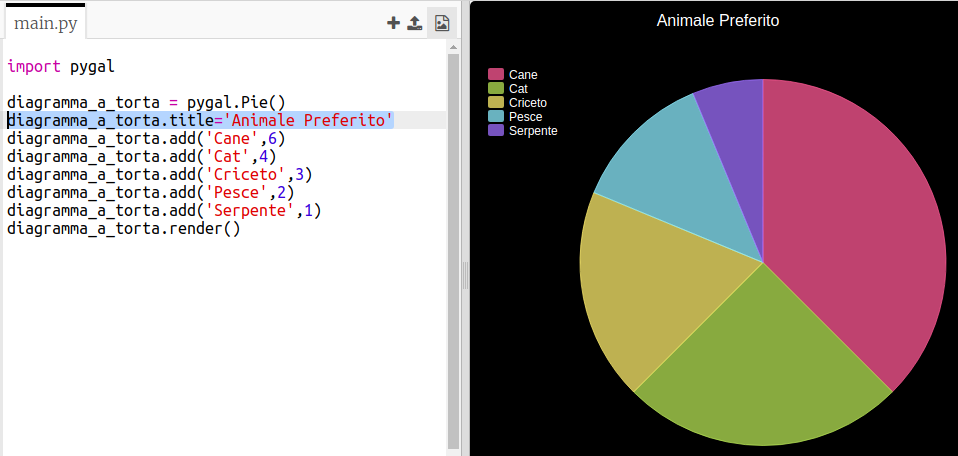 main.py
import pygal
diagramma_a_torta = pygal.Pie()
diagramma_a_torta.title='Animale Preferito'
diagramma_a_torta.add('Cane',6)
diagramma_a_torta.add('Cat',4)
diagramma_a_torta.add('Criceto',3)
diagramma_a_torta.add('Pesce',2)
diagramma_a_torta.add('Serpente',1)
diagramma_a_torta.render()
Animale Preferito
Cane
Cat
Criceto
Pesce
Serpente